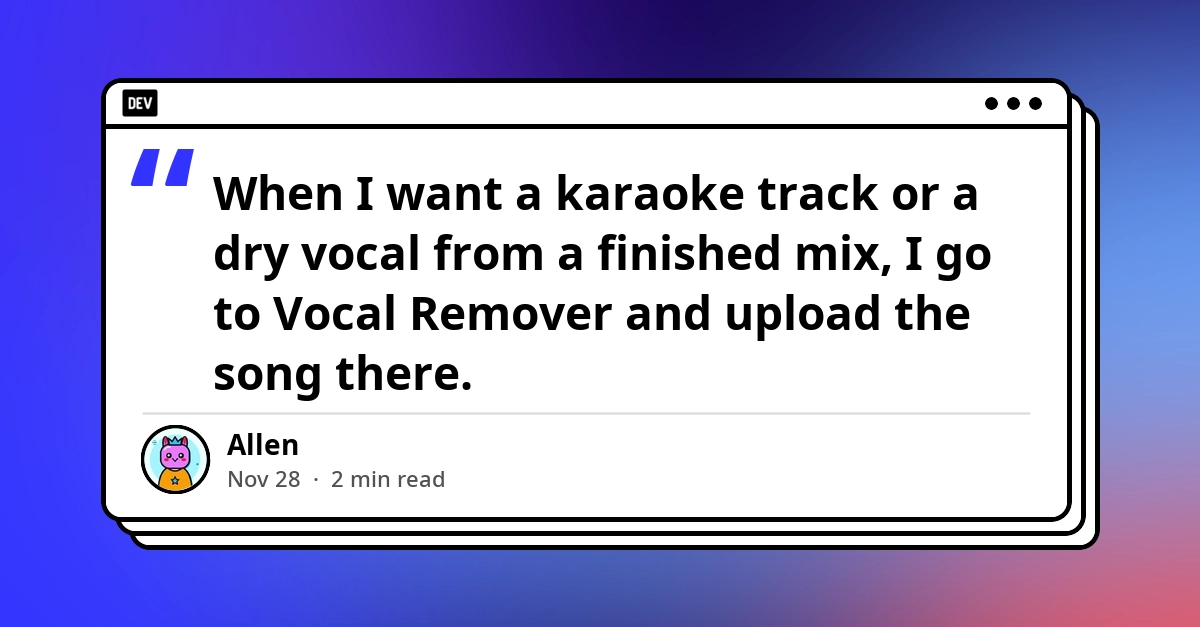 DEV
When I want a karaoke track or a
dry vocal from a finished mix, I go
to Vocal Remover and upload the
song there.
Allen
Nov 28 · 2 min read